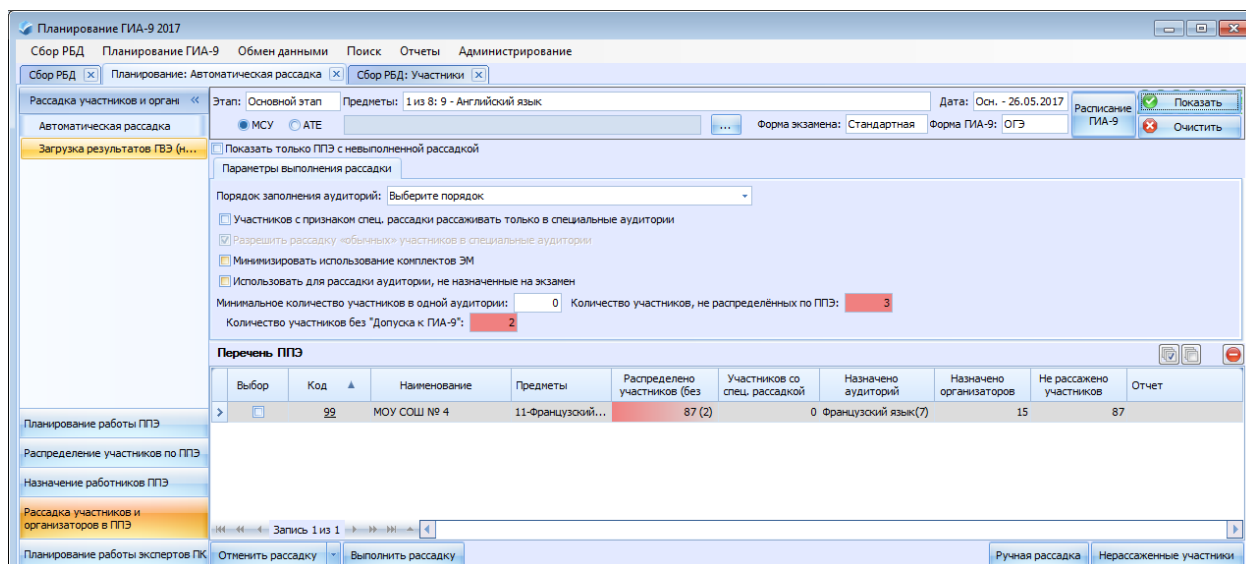 Планирование ГИА-9 2017
Сбор РБД Планирование ГИА-9 Обмен данными Поиск Отчеты Администрирование
Сбор РБД Планирование: Автоматическая рассадка Сбор РБД: Участники
Рассадка участников и органи
Автоматическая рассадка
Загрузка результатов ГВЭ (н...
Этап: Основной этап Предметы: 1 из 8: 9 - Английский язык Дата: Осн. - 26.05.2017 Расписание ГИА-9 Показать
МСУ АТЕ ... Форма экзамена: Стандартная Форма ГИА-9: ОГЭ Очистить
Показать только ППЭ с невыполненной рассадкой
Параметры выполнения рассадки
Порядок заполнения аудиторий: Выберите порядок
Участников с признаком спец. рассадки рассаживать только в специальные аудитории
Разрешить рассадку «обычных» участников в специальные аудитории
Минимизировать использование комплектов ЭМ
Использовать для рассадки аудитории, не назначенные на экзамен
Минимальное количество участников в одной аудитории: 0 Количество участников, не распределённых по ППЭ: 3
Количество участников без "Допуска к ГИА-9": 2
Перечень ППЭ
Выбор Код Наименование Предметы Распределено участников (без Участников со спец. рассадкой Назначено аудиторий Назначено организаторов Не рассажено участников Отчет
99 МОУ СОШ № 4 11-Французский... 87 (2) 0 Французский язык(7) 15 87
Планирование работы ППЭ
Распределение участников по ППЭ
Назначение работников ППЭ
Рассадка участников и
организаторов в ППЭ
Планирование работы экспертов ПК
Запись 1 из 1
Отменить рассадку Выполнить рассадку Ручная рассадка Нерассаженные участники